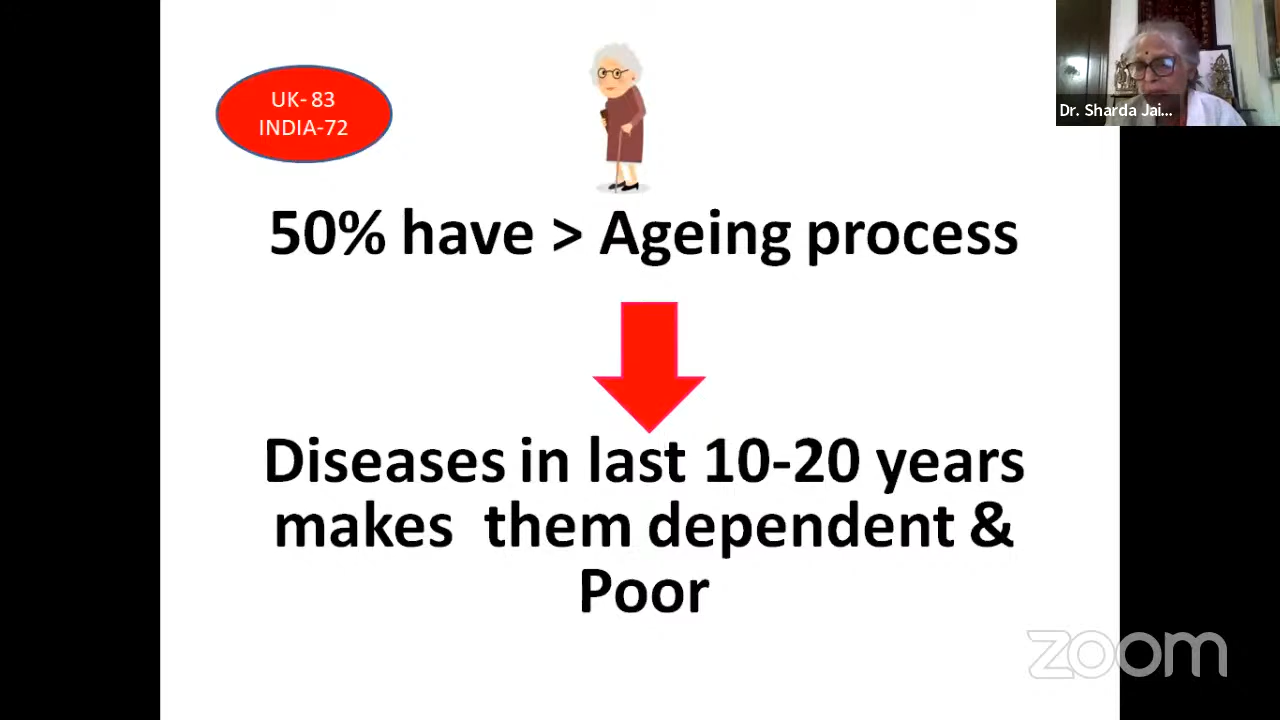 UK- 83
INDIA-72
Dr. Sharda Jai...
50% have > Ageing process
Diseases in last 10-20 years
makes them dependent &
Poor
zoom